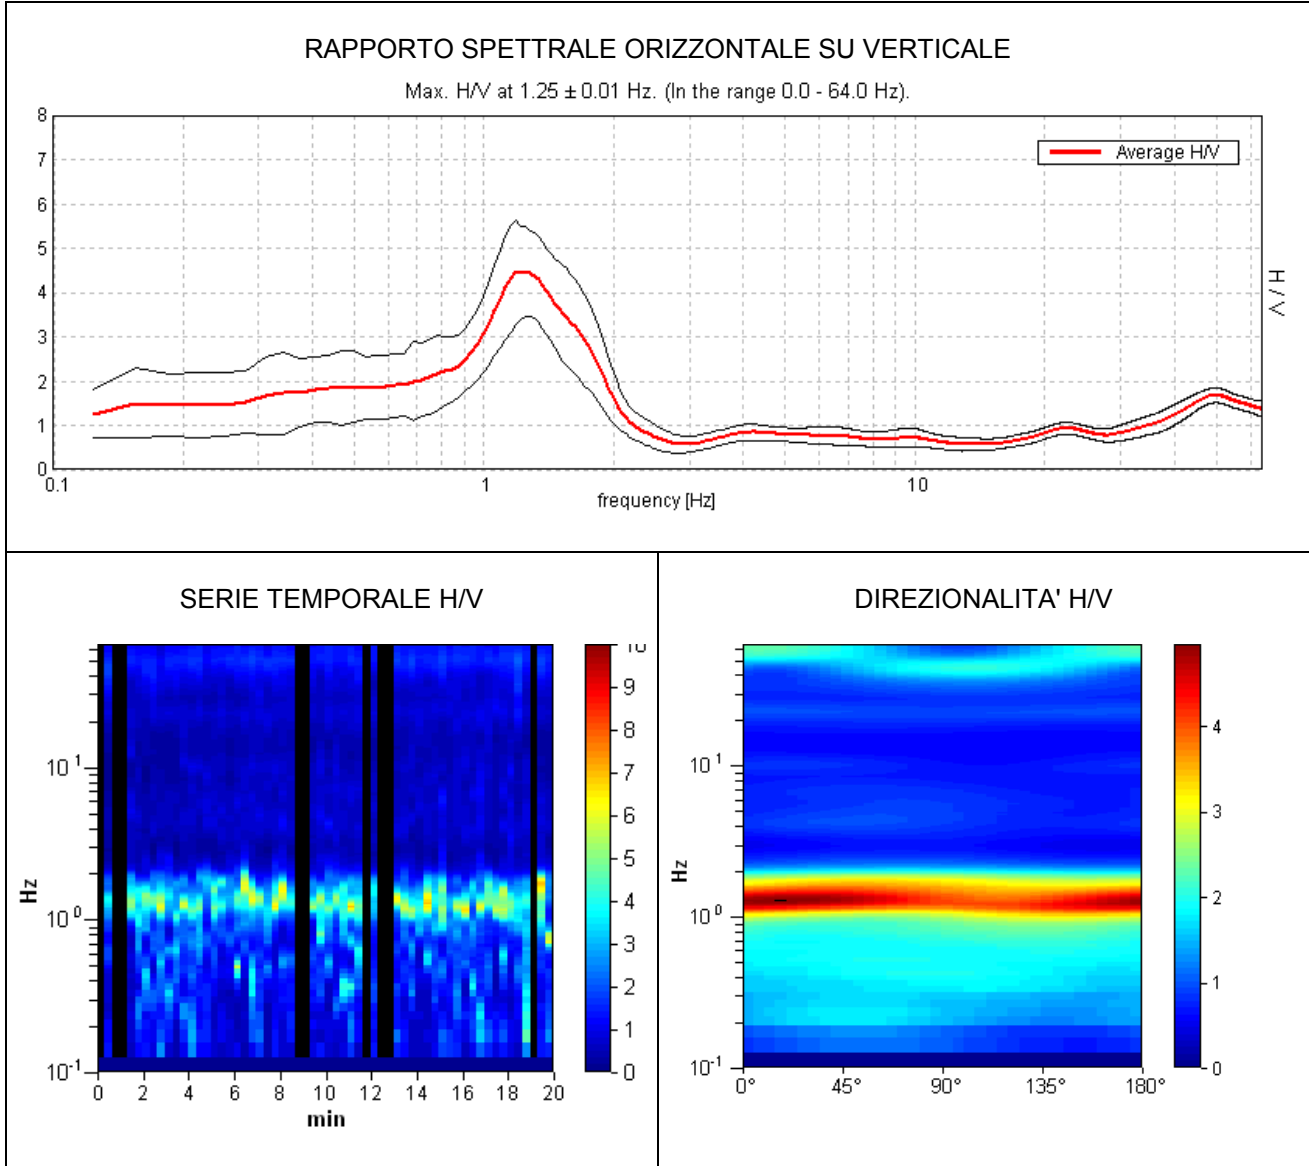 RAPPORTO SPETTRALE ORIZZONTALE SU VERTICALE
Max. H/V at 1.25 ± 0.01 Hz. (In the range 0.0 - 64.0 Hz).
8
7
6
5
4
3
2
1
0
Average H/V
H / V
0.1
1
10
frequency [Hz]
SERIE TEMPORALE H/V
10
9
8
7
6
5
4
3
2
1
0
Hz
10¹
10⁰
10⁻¹
0 2 4 6 8 10 12 14 16 18 20
min
DIREZIONALITA' H/V
4
3
2
1
0
Hz
10¹
10⁰
10⁻¹
0° 45° 90° 135° 180°